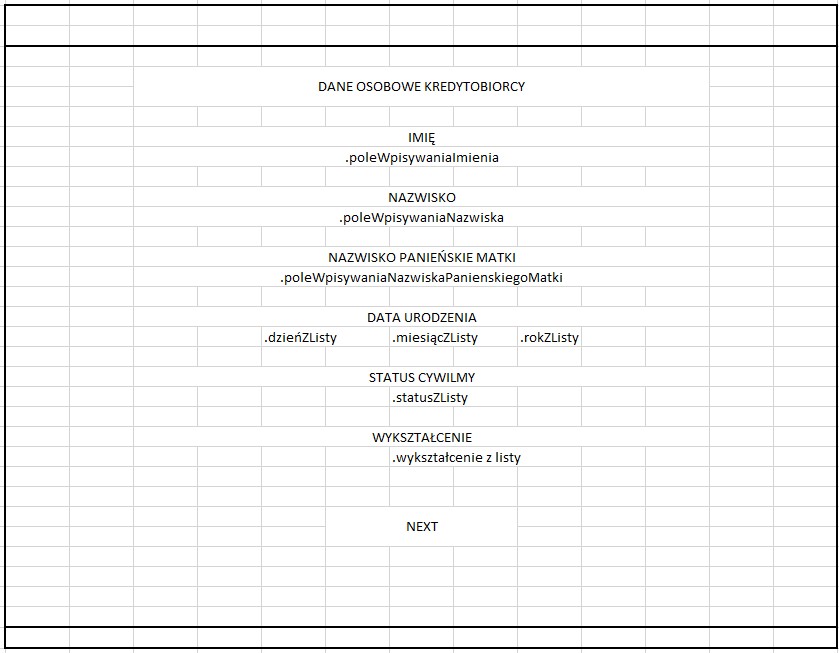 DANE OSOBOWE KREDYTOBIORCY
IMIĘ
.poleWpisywaniaImienia
NAZWISKO
.poleWpisywaniaNazwiska
NAZWISKO PANIEŃSKIE MATKI
.poleWpisywaniaNazwiskaPanienskiegoMatki
DATA URODZENIA
.dzieńZListy .miesiącZListy .rokZListy
STATUS CYWILMY
.statusZListy
WYKSZTAŁCENIE
.wykształcenie z listy
NEXT